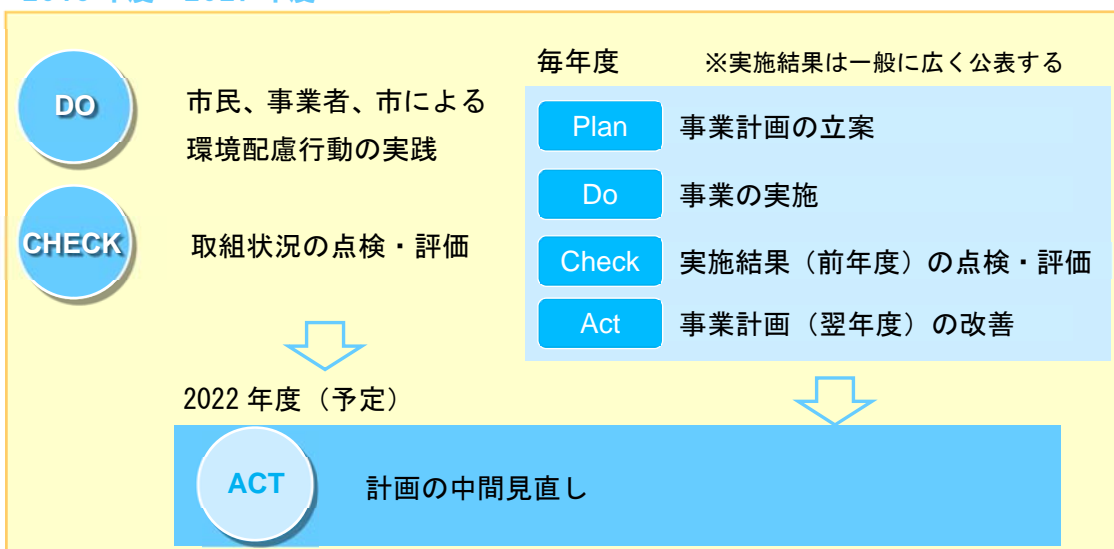 DO
市民、事業者、市による
環境配慮行動の実践
CHECK
取組状況の点検・評価
毎年度 ※実施結果は一般に広く公表する
Plan 事業計画の立案
Do 事業の実施
Check 実施結果（前年度）の点検・評価
Act 事業計画（翌年度）の改善
2022 年度（予定）
ACT 計画の中間見直し